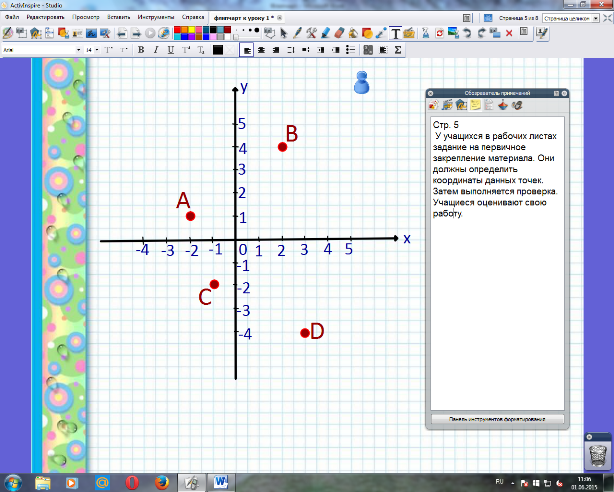 ActivInspire - Studio
Файл Редактировать Просмотр Вставить Инструменты Справка флипчарт к уроку 1 * Страница 5 из 8 Страница целиком
Arial 14 B I U
y
5
4
3
2
1
B
A
-4 -3 -2 -1 0 1 2 3 4 5 x
-1
-2
-3
-4
C
D
Обозреватель примечаний
Стр. 5
У учащихся в рабочих листах
задание на первичное
закрепление материала. Они
должны определить
координаты данных точек.
Затем выполняется проверка.
Учащиеся оценивают свою
работу.
Панель инструментов форматирования
RU 11:06
01.06.2015